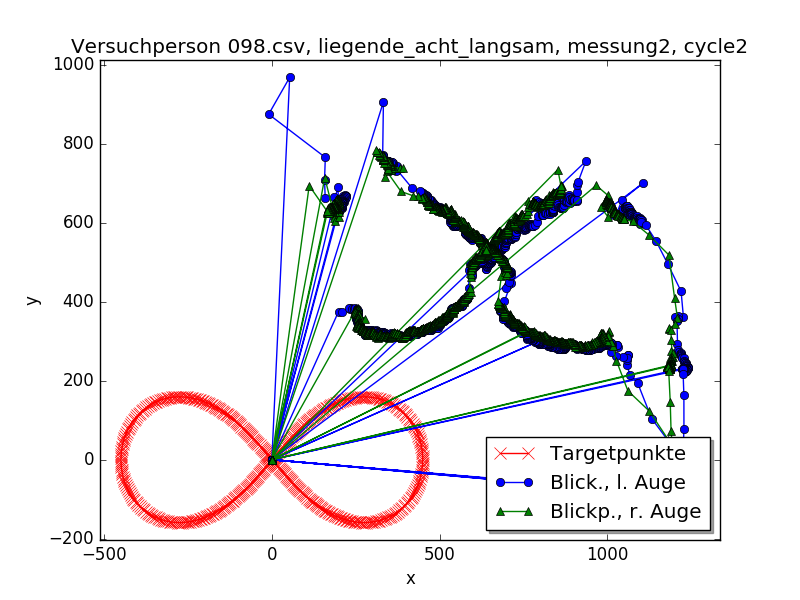 Versuchperson 098.csv, liegende_acht_langsam, messung2, cycle2
1000
800
600
400
200
0
−200
y
−500
0
500
1000
x
Targetpunkte
Blick., l. Auge
Blickp., r. Auge